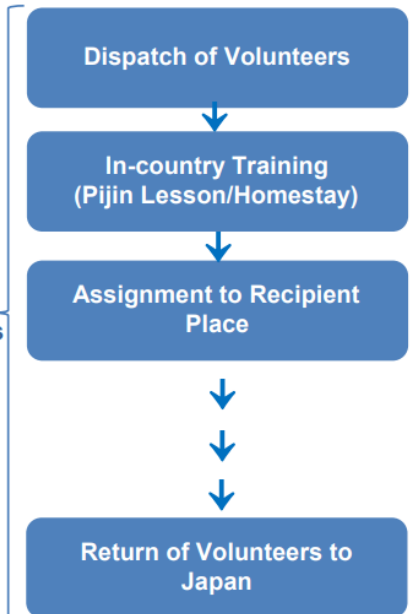 Dispatch of Volunteers
In-country Training
(Pijin Lesson/Homestay)
Assignment to Recipient
Place
Return of Volunteers to
Japan